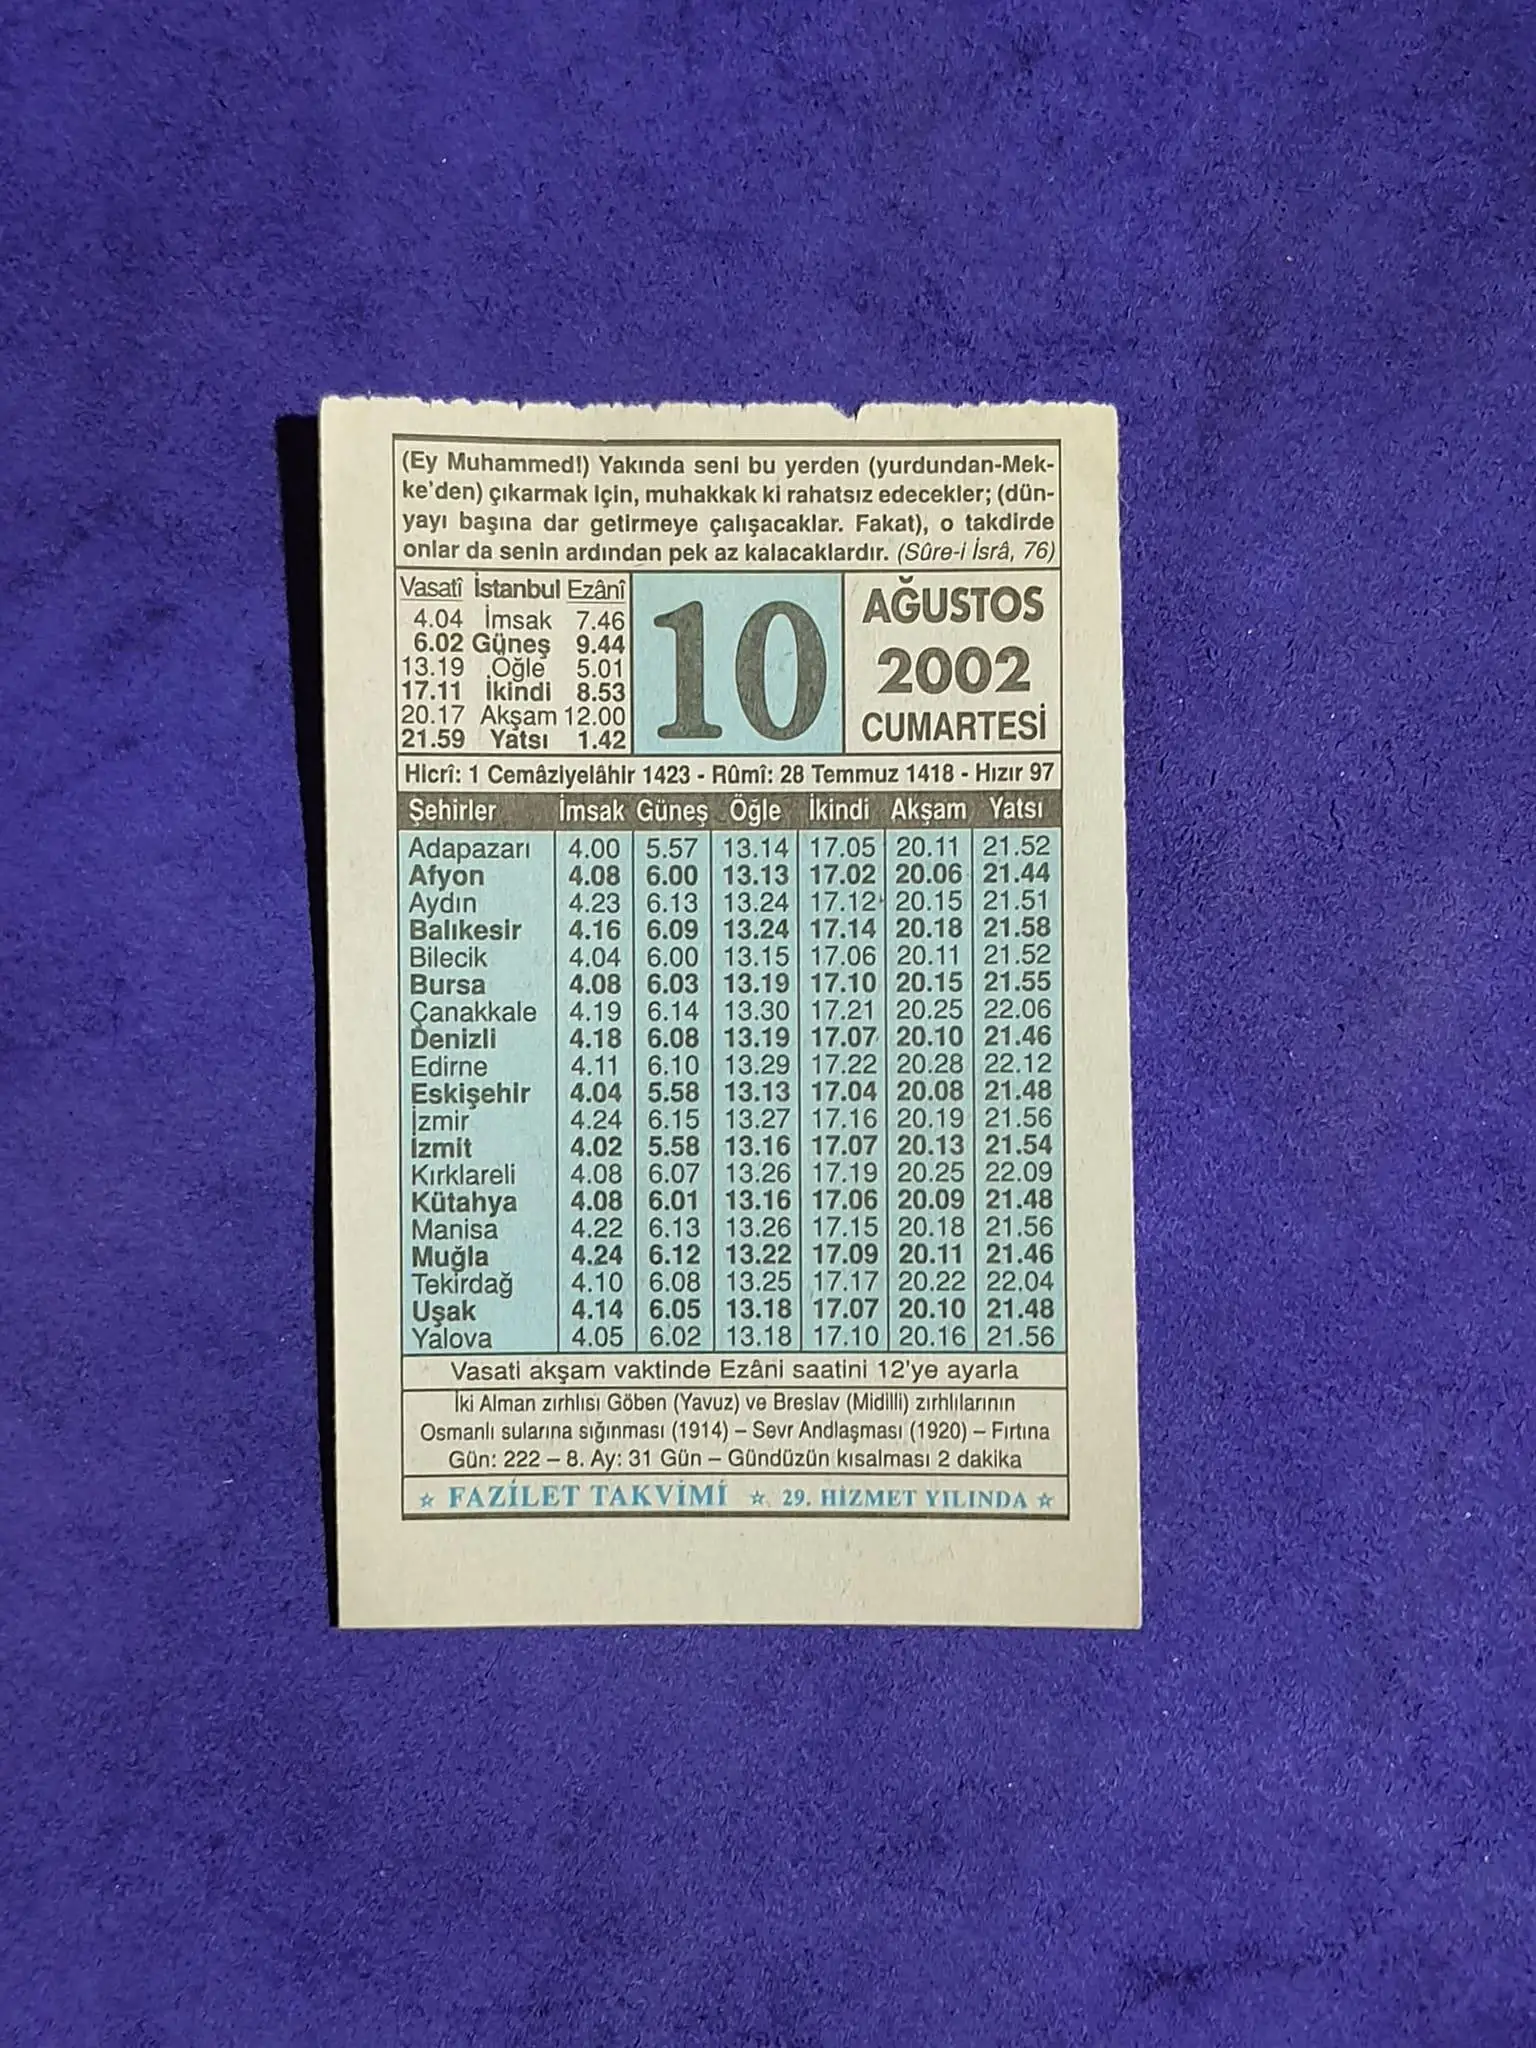 (Ey Muhammed!) Yakında seni bu yerden (yurdundan-Mek-
ke'den) çıkarmak için, muhakkak ki rahatsız edecekler; (dün-
yayı başına dar getirmeye çalışacaklar. Fakat), o takdirde
onlar da senin ardından pek az kalacaklardır. (Sûre-i İsrâ, 76)
Vasatî İstanbul Ezânî
4.04 İmsak 7.46
6.02 Güneş 9.44
13.19 Öğle 5.01
17.11 İkindi 8.53
20.17 Akşam 12.00
21.59 Yatsı 1.42
10
AĞUSTOS
2002
CUMARTESİ
Hicrî: 1 Cemâziyelâhir 1423 - Rûmî: 28 Temmuz 1418 - Hızır 97
Şehirler İmsak Güneş Öğle İkindi Akşam Yatsı
Adapazarı 4.00 5.57 13.14 17.05 20.11 21.52
Afyon 4.08 6.00 13.13 17.02 20.06 21.44
Aydın 4.23 6.13 13.24 17.12 20.15 21.51
Balıkesir 4.16 6.09 13.24 17.14 20.18 21.58
Bilecik 4.04 6.00 13.15 17.06 20.11 21.52
Bursa 4.08 6.03 13.19 17.10 20.15 21.55
Çanakkale 4.19 6.14 13.30 17.21 20.25 22.06
Denizli 4.18 6.08 13.19 17.07 20.10 21.46
Edirne 4.11 6.10 13.29 17.22 20.28 22.12
Eskişehir 4.04 5.58 13.13 17.04 20.08 21.48
İzmir 4.24 6.15 13.27 17.16 20.19 21.56
İzmit 4.02 5.58 13.16 17.07 20.13 21.54
Kırklareli 4.08 6.07 13.26 17.19 20.25 22.09
Kütahya 4.08 6.01 13.16 17.06 20.09 21.48
Manisa 4.22 6.13 13.26 17.15 20.18 21.56
Muğla 4.24 6.12 13.22 17.09 20.11 21.46
Tekirdağ 4.10 6.08 13.25 17.17 20.22 22.04
Uşak 4.14 6.05 13.18 17.07 20.10 21.48
Yalova 4.05 6.02 13.18 17.10 20.16 21.56
Vasati akşam vaktinde Ezâni saatini 12'ye ayarla
İki Alman zırhlısı Göben (Yavuz) ve Breslav (Midilli) zırhlılarının
Osmanlı sularına sığınması (1914) – Sevr Andlaşması (1920) – Fırtına
Gün: 222 – 8. Ay: 31 Gün – Gündüzün kısalması 2 dakika
☆ FAZİLET TAKVİMİ ☆ 29. HİZMET YILINDA ☆